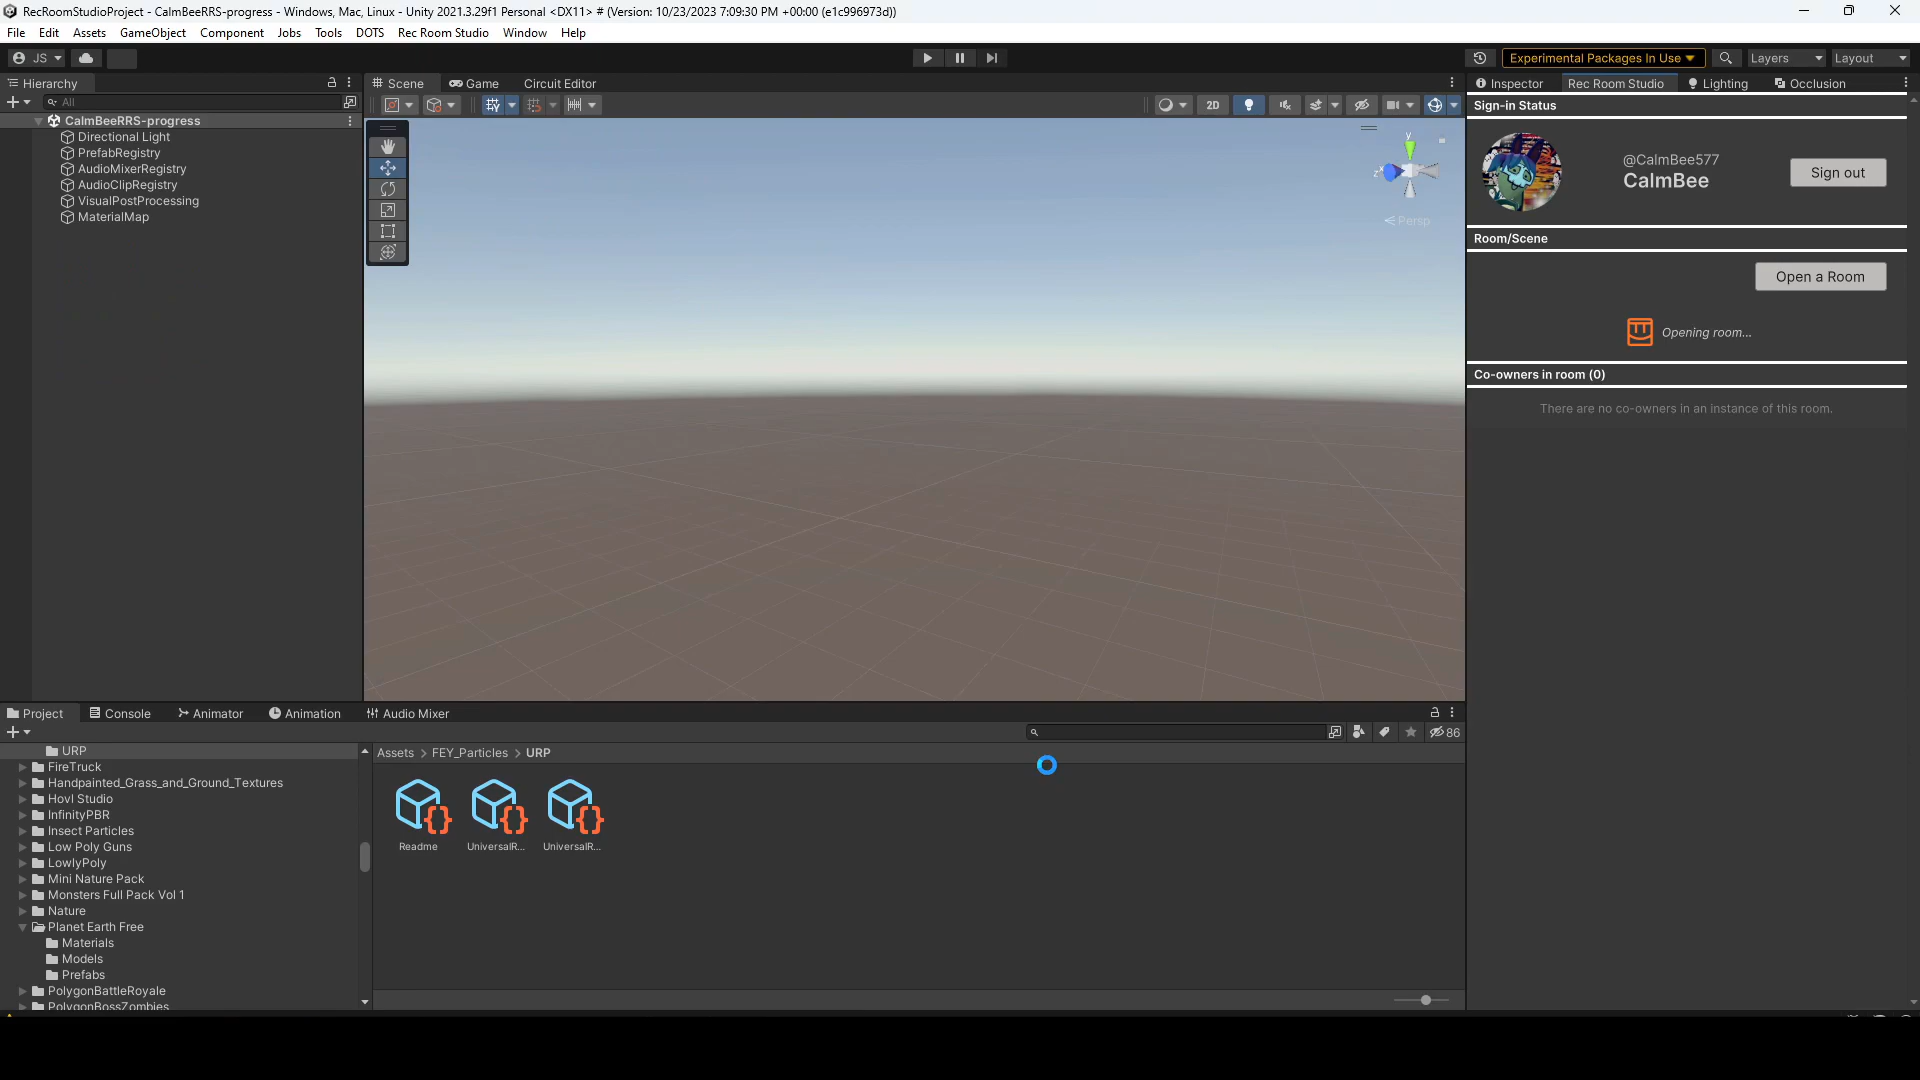 RecRoomStudioProject - CalmBeeRRS-progress - Windows, Mac, Linux - Unity 2021.3.29f1 Personal <DX11> # (Version: 10/23/2023 7:09:30 PM +00:00 (e1c996973d))
File Edit Assets GameObject Component Jobs Tools DOTS Rec Room Studio Window Help
JS Experimental Packages In Use Layers Layout
Hierarchy Scene Game Circuit Editor Inspector Rec Room Studio Lighting Occlusion
All
2D
CalmBeeRRS-progress
Directional Light
PrefabRegistry
AudioMixerRegistry
AudioClipRegistry
VisualPostProcessing
MaterialMap
y
z x
Persp
Sign-in Status
@CalmBee577
CalmBee
Sign out
Room/Scene
Open a Room
Opening room...
Co-owners in room (0)
There are no co-owners in an instance of this room.
Project Console Animator Animation Audio Mixer
86
URP
FireTruck
Handpainted_Grass_and_Ground_Textures
Hovl Studio
InfinityPBR
Insect Particles
Low Poly Guns
LowlyPoly
Mini Nature Pack
Monsters Full Pack Vol 1
Nature
Planet Earth Free
Materials
Models
Prefabs
PolygonBattleRoyale
PolygonBossZombies
Assets > FEY_Particles > URP
Readme UniversalR... UniversalR...